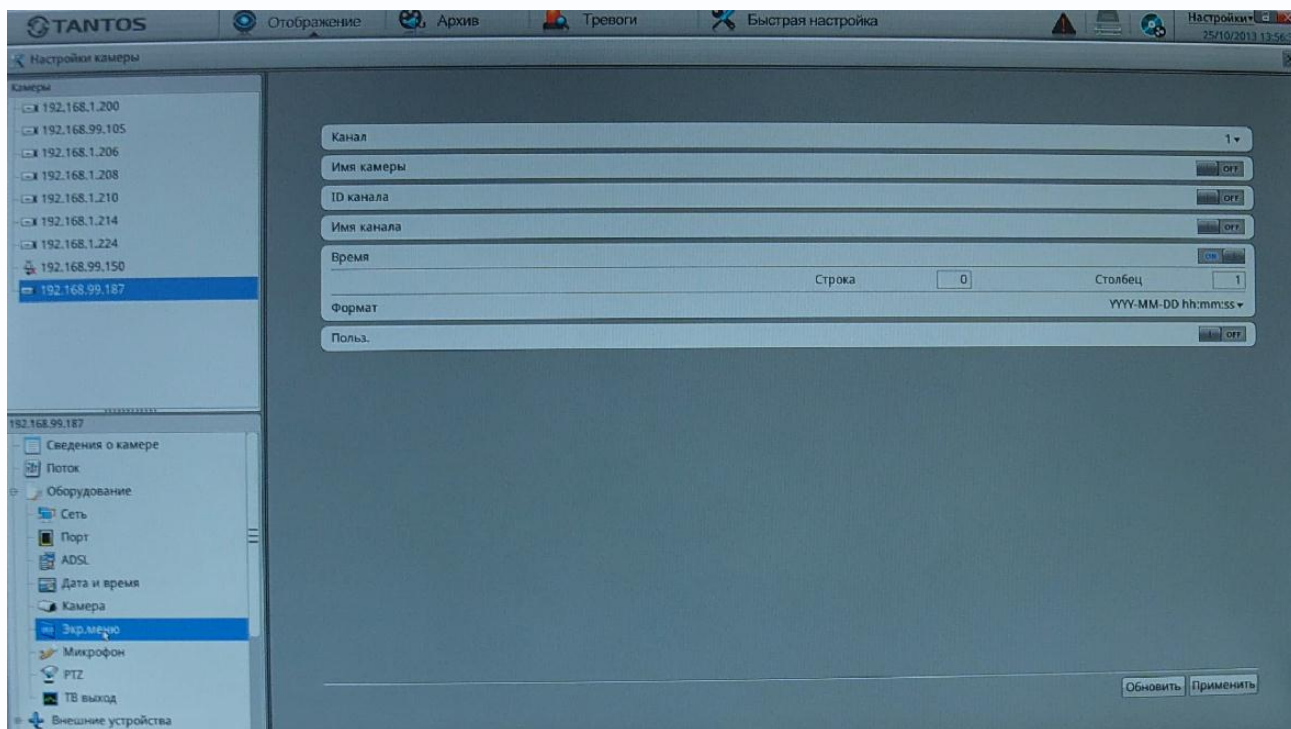 TANTOS
Отображение
Архив
Тревоги
Быстрая настройка
Настройки
25/10/2013 13:56:
Настройки камеры
Камеры
192.168.1.200
192.168.99.105
192.168.1.206
192.168.1.208
192.168.1.210
192.168.1.214
192.168.1.224
192.168.99.150
192.168.99.187
Канал 1
Имя камеры OFF
ID канала OFF
Имя канала OFF
Время ON
Строка 0 Столбец 1
Формат YYYY-MM-DD hh:mm:ss
Польз. OFF
192.168.99.187
Сведения о камере
Поток
Оборудование
Сеть
Порт
ADSL
Дата и время
Камера
Экр.меню
Микрофон
PTZ
ТВ выход
Внешние устройства
Обновить Применить